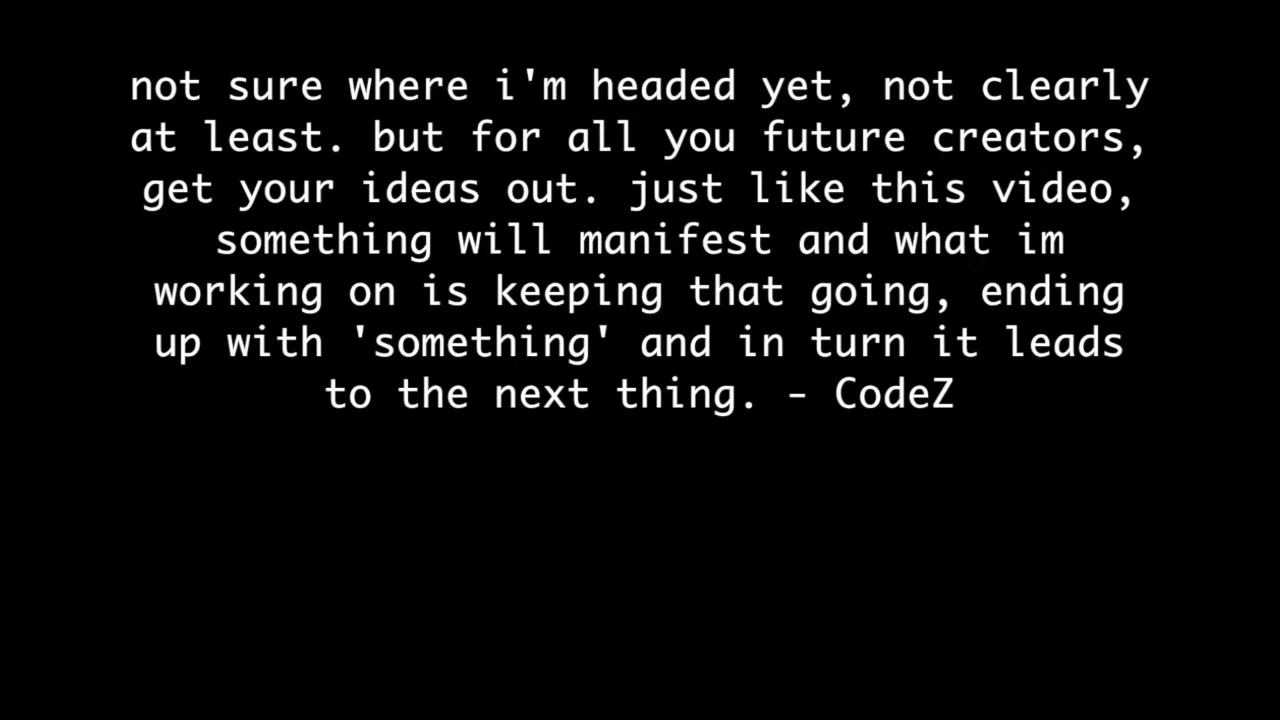 not sure where i'm headed yet, not clearly
at least. but for all you future creators,
get your ideas out. just like this video,
something will manifest and what im
working on is keeping that going, ending
up with 'something' and in turn it leads
to the next thing. - CodeZ